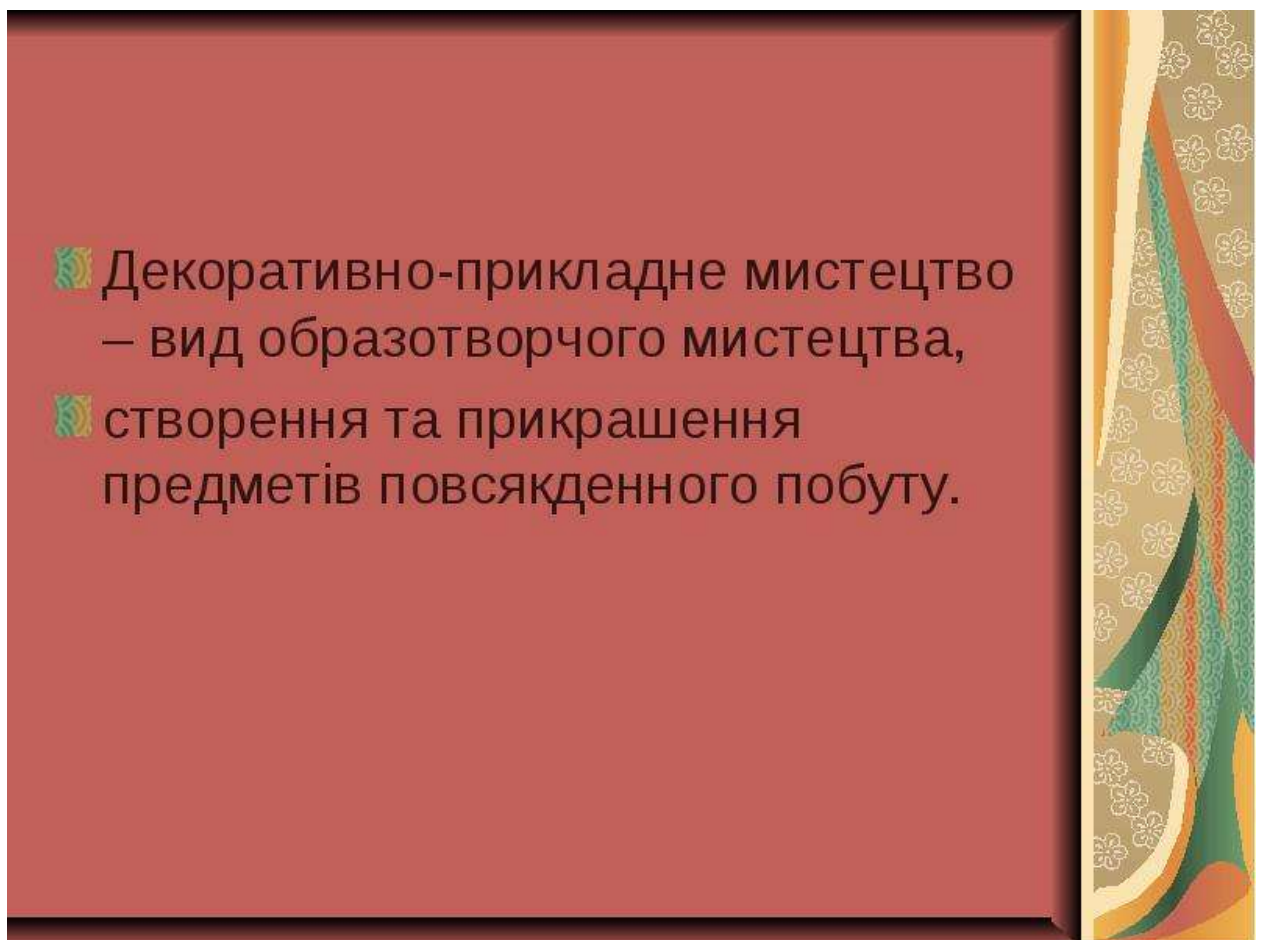 Декоративно-прикладне мистецтво
– вид образотворчого мистецтва,
створення та прикрашення
предметів повсякденного побуту.